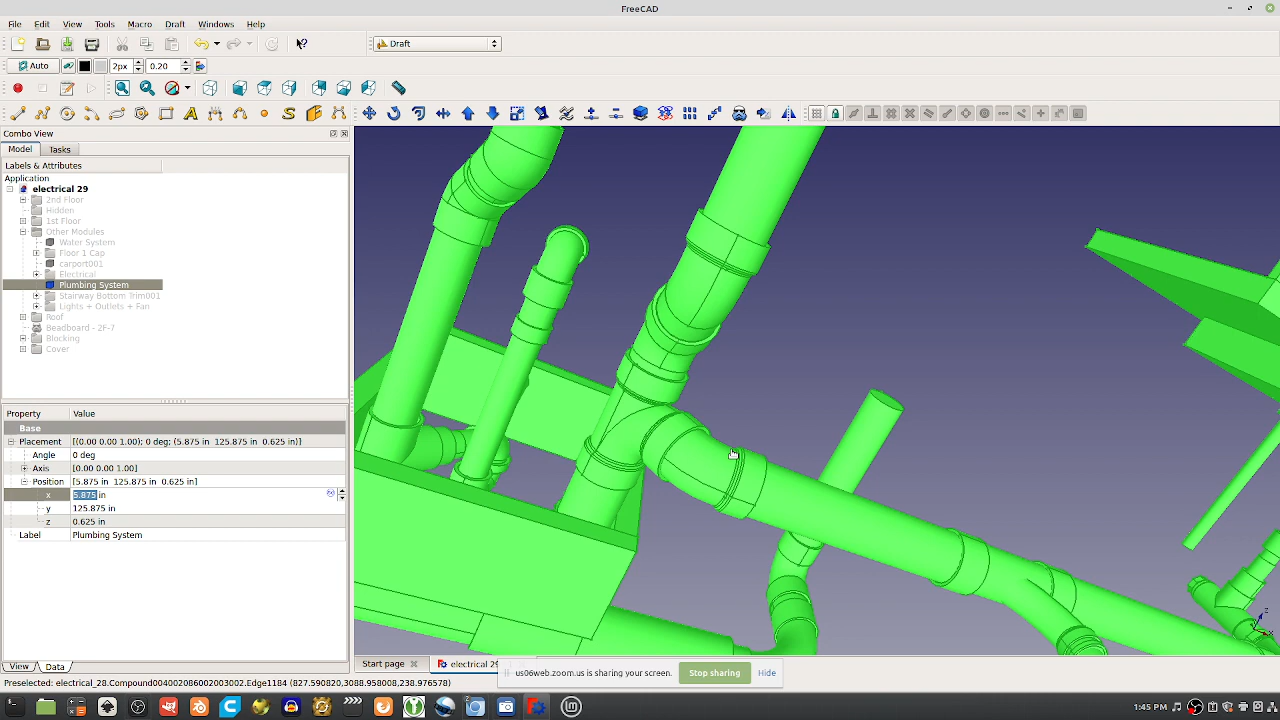 FreeCAD
File Edit View Tools Macro Draft Windows Help
Draft
Auto 2px 0.20
Combo View
Model Tasks
Labels & Attributes
Application
electrical 29
2nd Floor
Hidden
1st Floor
Other Modules
Water System
Floor 1 Cap
carport001
Electrical
Plumbing System
Stairway Bottom Trim001
Lights + Outlets + Fan
Roof
Beadboard - 2F-7
Blocking
Cover
Property Value
Base
Placement [(0.00 0.00 1.00); 0 deg; (5.875 in 125.875 in 0.625 in)]
Angle 0 deg
Axis [0.00 0.00 1.00]
Position [5.875 in 125.875 in 0.625 in]
x 5.875 in
y 125.875 in
z 0.625 in
Label Plumbing System
View Data
Start page electrical 29
us06web.zoom.us is sharing your screen. Stop sharing Hide
Preselected: electrical_28.Compound004002086002003002.Edge1184 (827.590820, 3088.958008, 238.976578)
1:45 PM